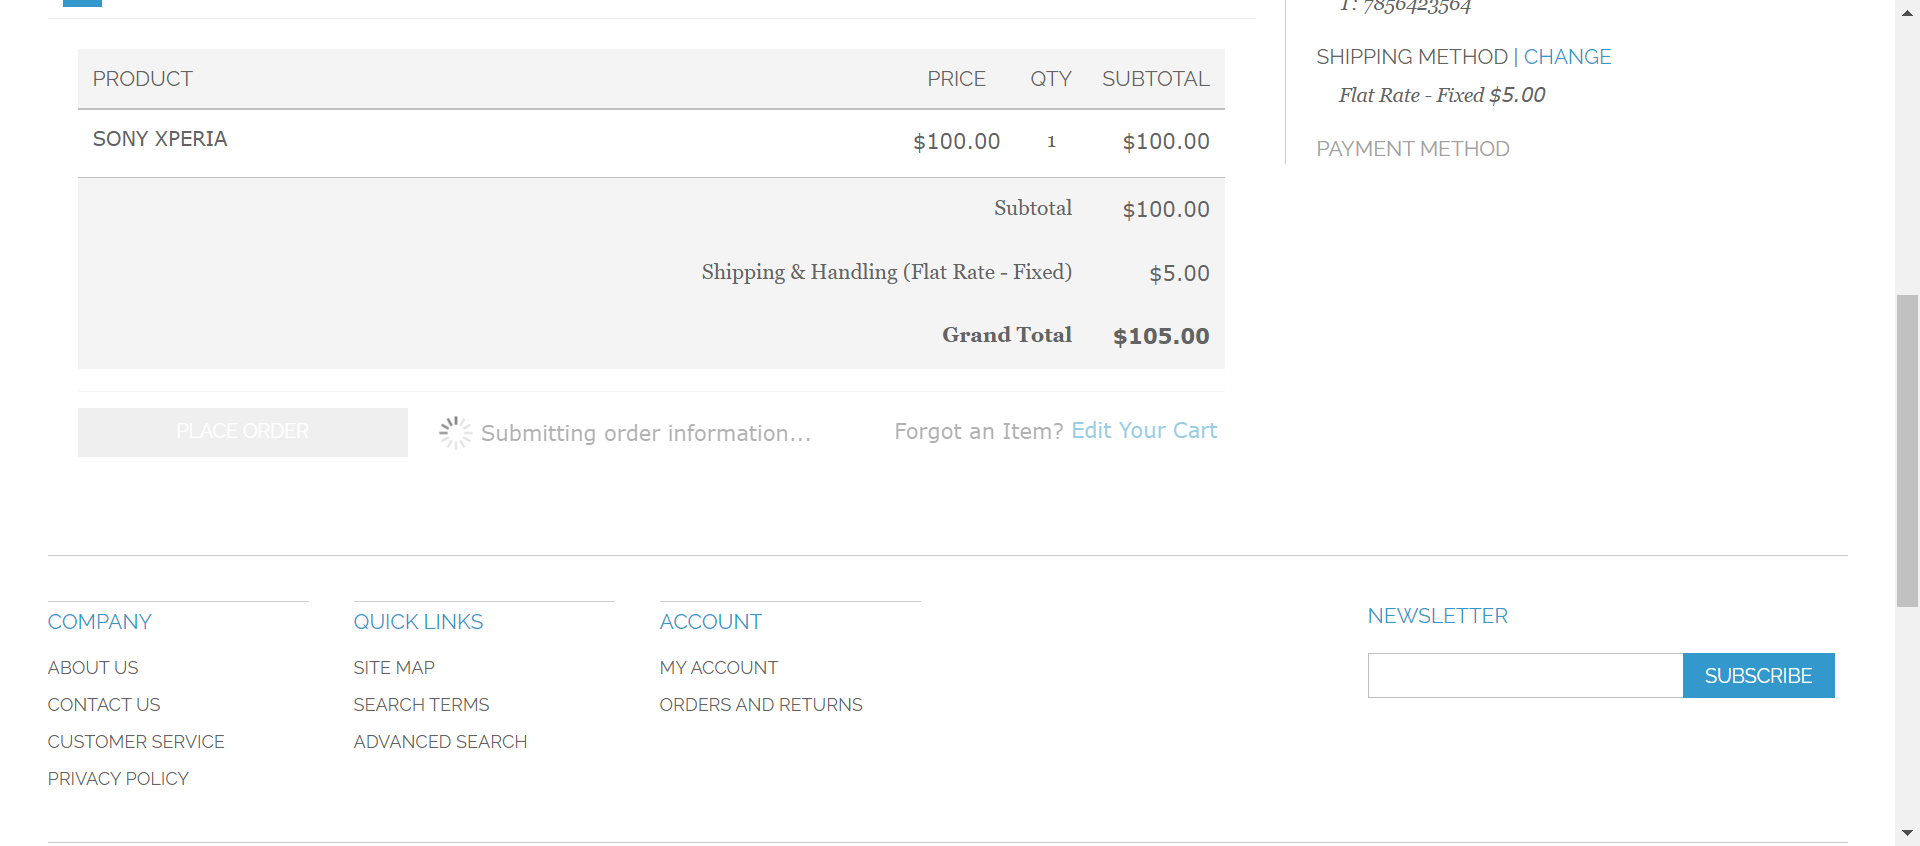 T: 7856423564
SHIPPING METHOD | CHANGE
Flat Rate - Fixed $5.00
PAYMENT METHOD
PRODUCT PRICE QTY SUBTOTAL
SONY XPERIA $100.00 1 $100.00
Subtotal $100.00
Shipping & Handling (Flat Rate - Fixed) $5.00
Grand Total $105.00
PLACE ORDER Submitting order information... Forgot an Item? Edit Your Cart
COMPANY
ABOUT US
CONTACT US
CUSTOMER SERVICE
PRIVACY POLICY
QUICK LINKS
SITE MAP
SEARCH TERMS
ADVANCED SEARCH
ACCOUNT
MY ACCOUNT
ORDERS AND RETURNS
NEWSLETTER
SUBSCRIBE